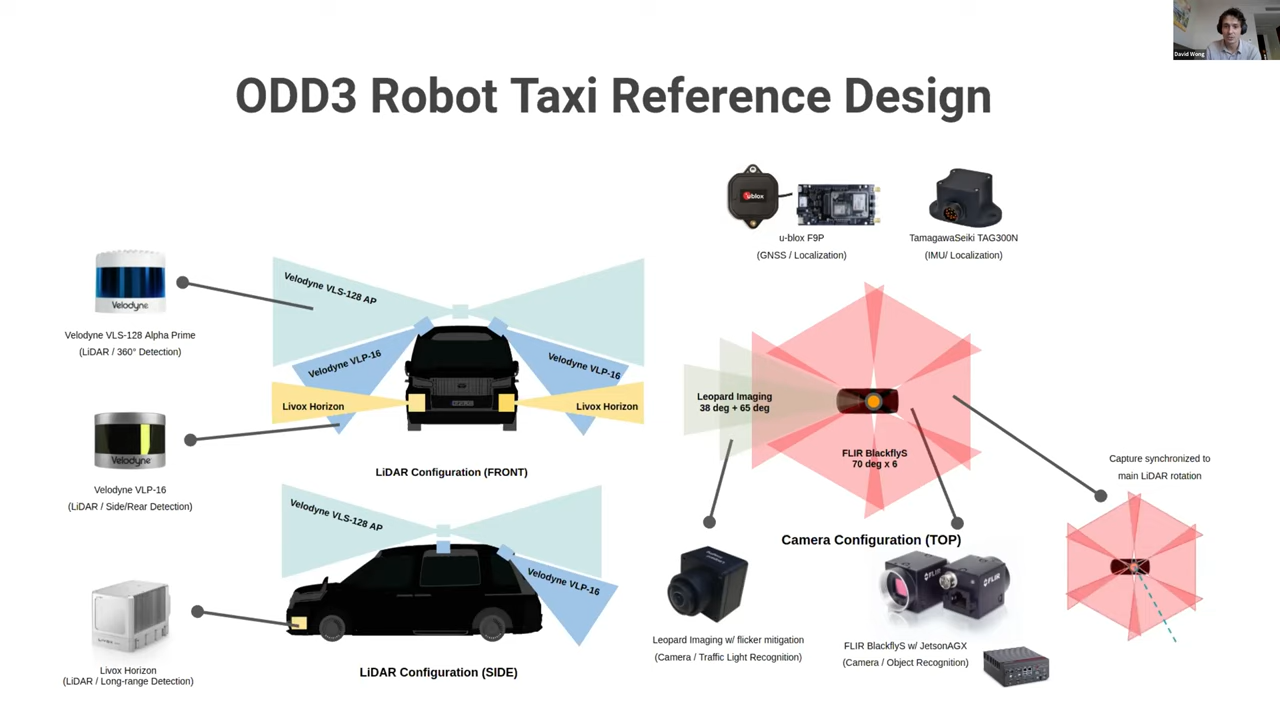 David Wong
ODD3 Robot Taxi Reference Design
ublox
u-blox F9P
(GNSS / Localization)
TamagawaSeiki TAG300N
(IMU/ Localization)
Velodyne
Velodyne VLS-128 Alpha Prime
(LiDAR / 360° Detection)
Velodyne
Velodyne VLP-16
(LiDAR / Side/Rear Detection)
Livox Horizon
(LiDAR / Long-range Detection)
Velodyne VLS-128 AP
Velodyne VLP-16
Velodyne VLP-16
Livox Horizon
Livox Horizon
LiDAR Configuration (FRONT)
Velodyne VLS-128 AP
Velodyne VLP-16
LiDAR Configuration (SIDE)
Leopard Imaging
38 deg + 65 deg
FLIR BlackflyS
70 deg x 6
Camera Configuration (TOP)
Capture synchronized to
main LiDAR rotation
Leopard Imaging w/ flicker mitigation
(Camera / Traffic Light Recognition)
FLIR
FLIR
FLIR BlackflyS w/ JetsonAGX
(Camera / Object Recognition)